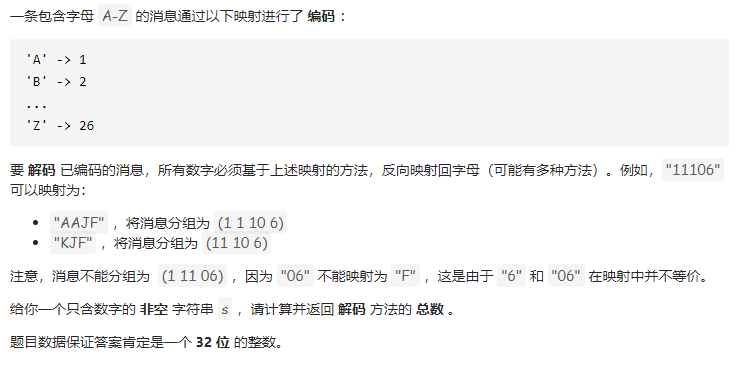 一条包含字母 A-Z 的消息通过以下映射进行了 编码 ：
'A' -> 1
'B' -> 2
...
'Z' -> 26
要 解码 已编码的消息，所有数字必须基于上述映射的方法，反向映射回字母（可能有多种方法）。例如，"11106"
可以映射为：
• "AAJF" ，将消息分组为 (1 1 10 6)
• "KJF" ，将消息分组为 (11 10 6)
注意，消息不能分组为 (1 11 06) ，因为 "06" 不能映射为 "F" ，这是由于 "6" 和 "06" 在映射中并不等价。
给你一个只含数字的 非空 字符串 s ，请计算并返回 解码 方法的 总数 。
题目数据保证答案肯定是一个 32 位 的整数。